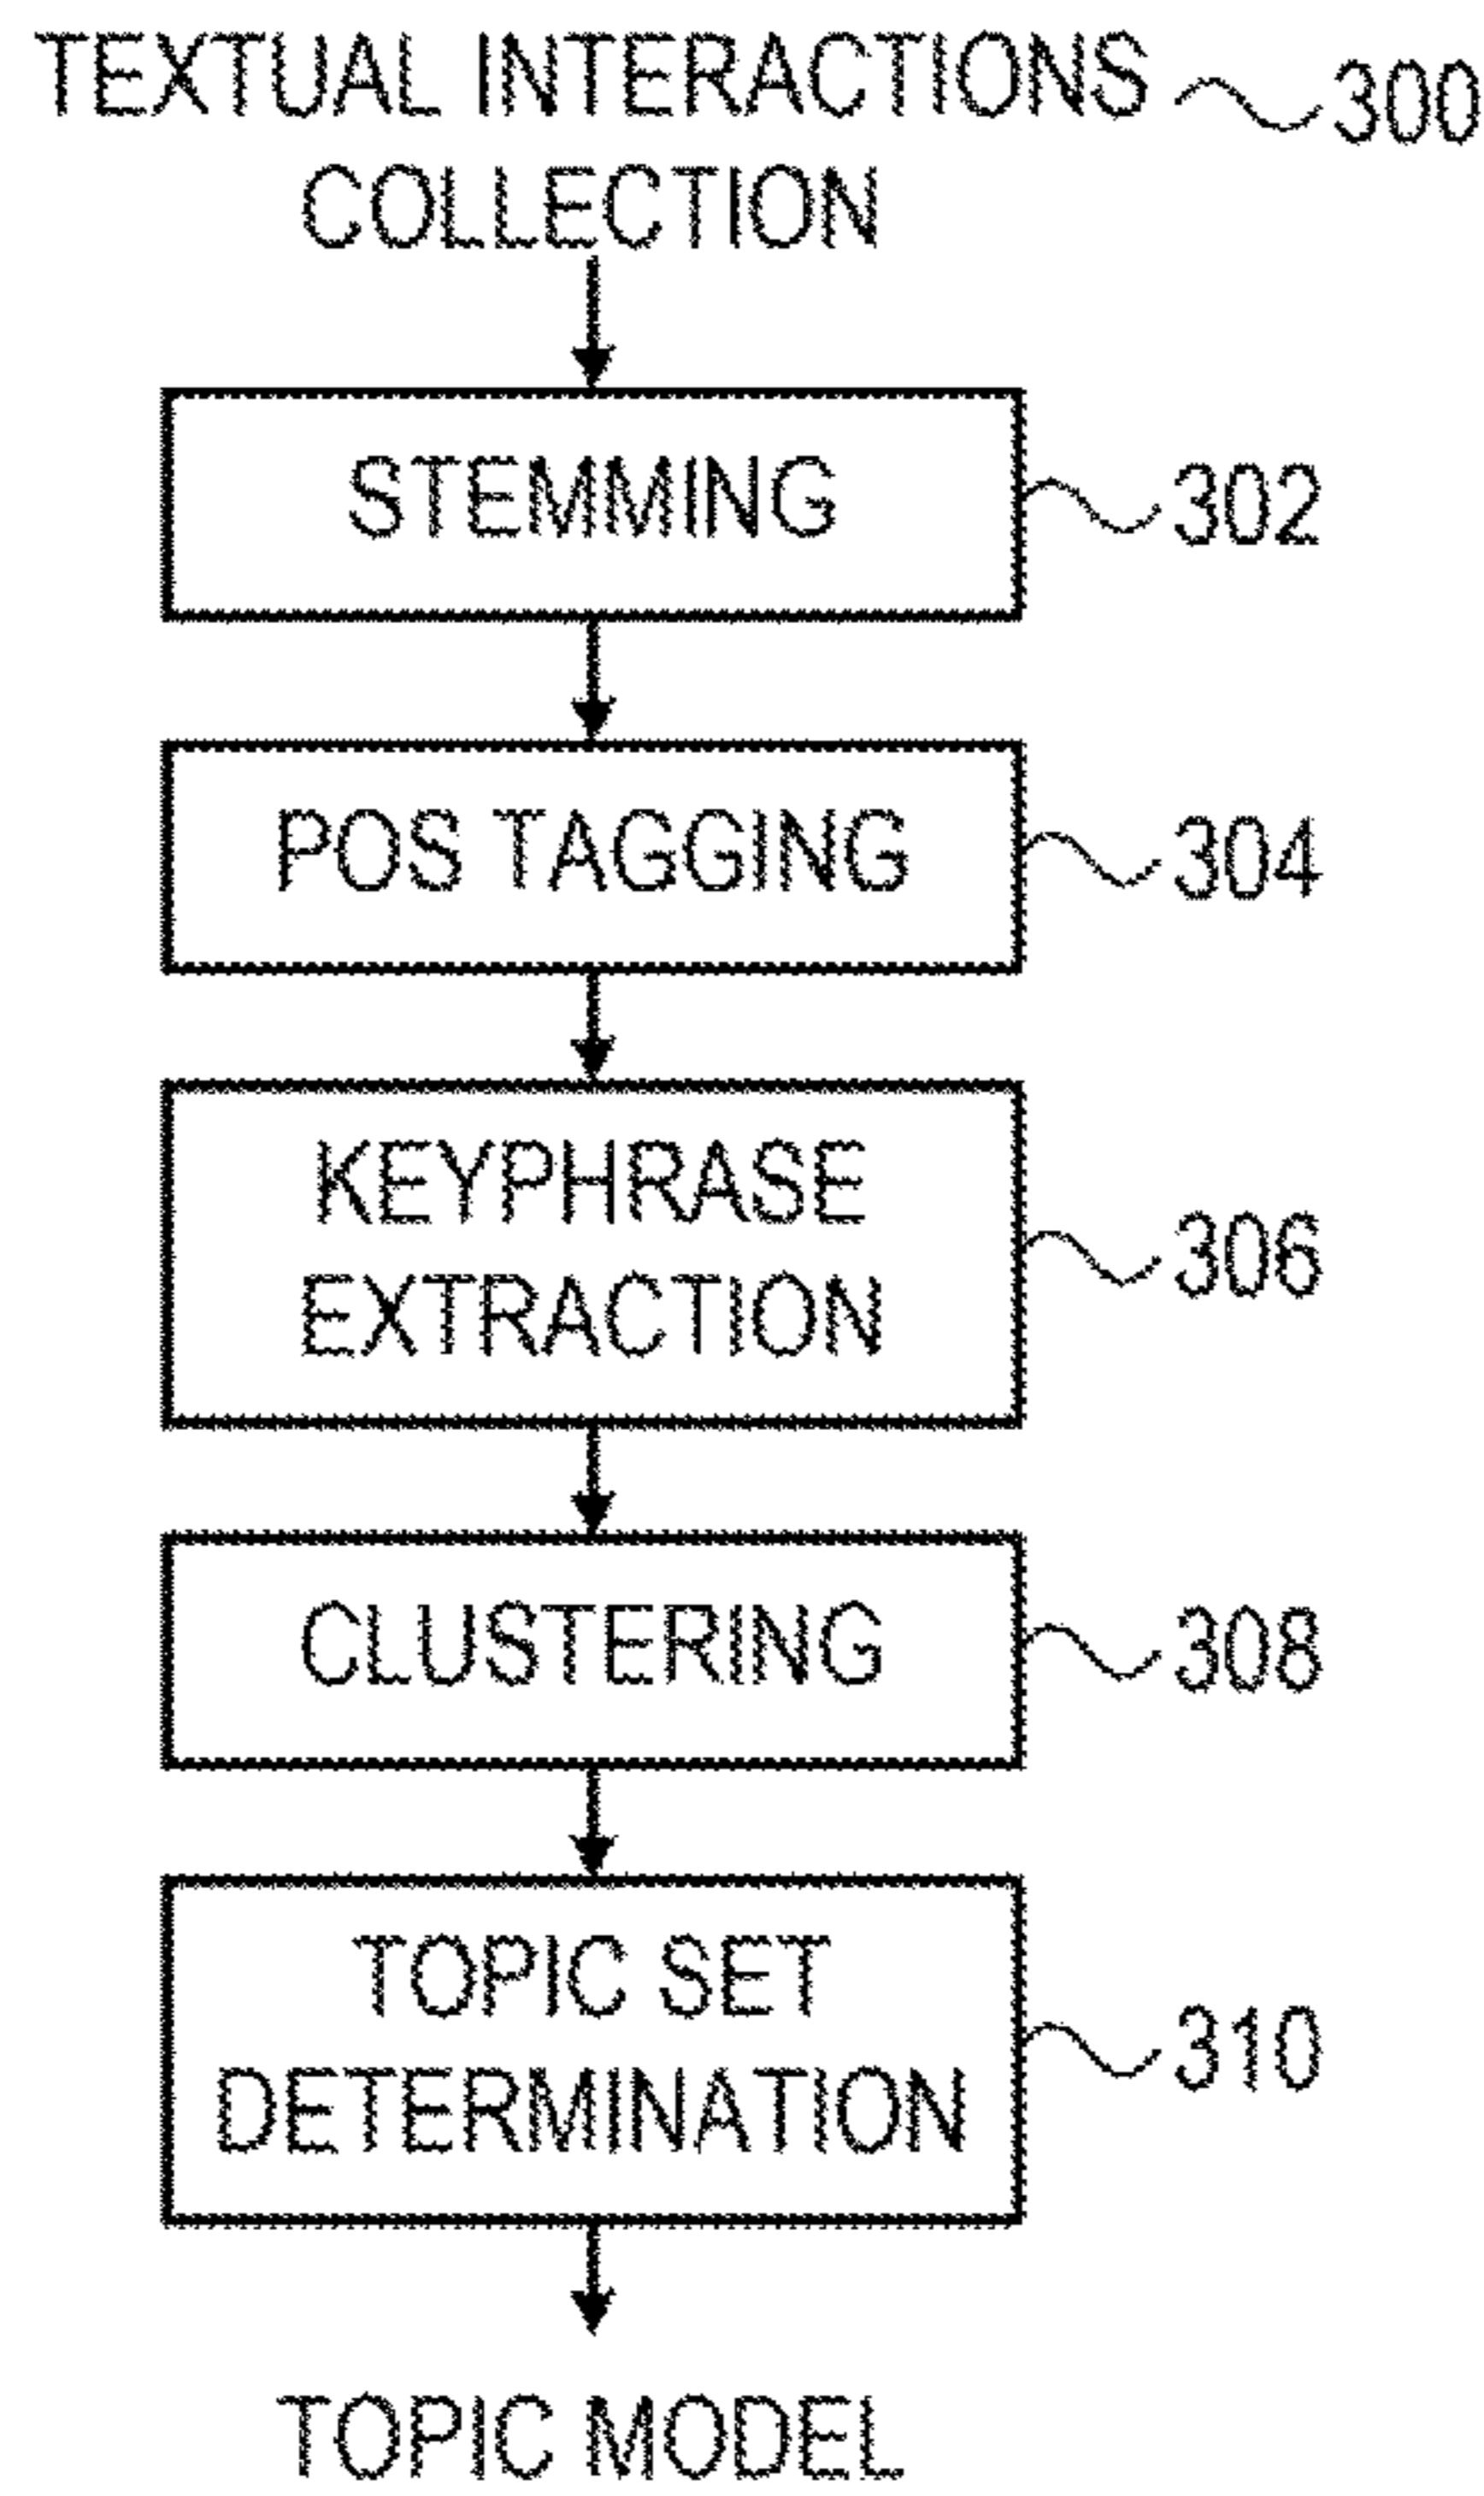 TEXTUAL INTERACTIONS 300
COLLECTION
STEMMING 302
POS TAGGING 304
KEYPHRASE
EXTRACTION
306
CLUSTERING 308
TOPIC SET
DETERMINATION
310
TOPIC MODEL